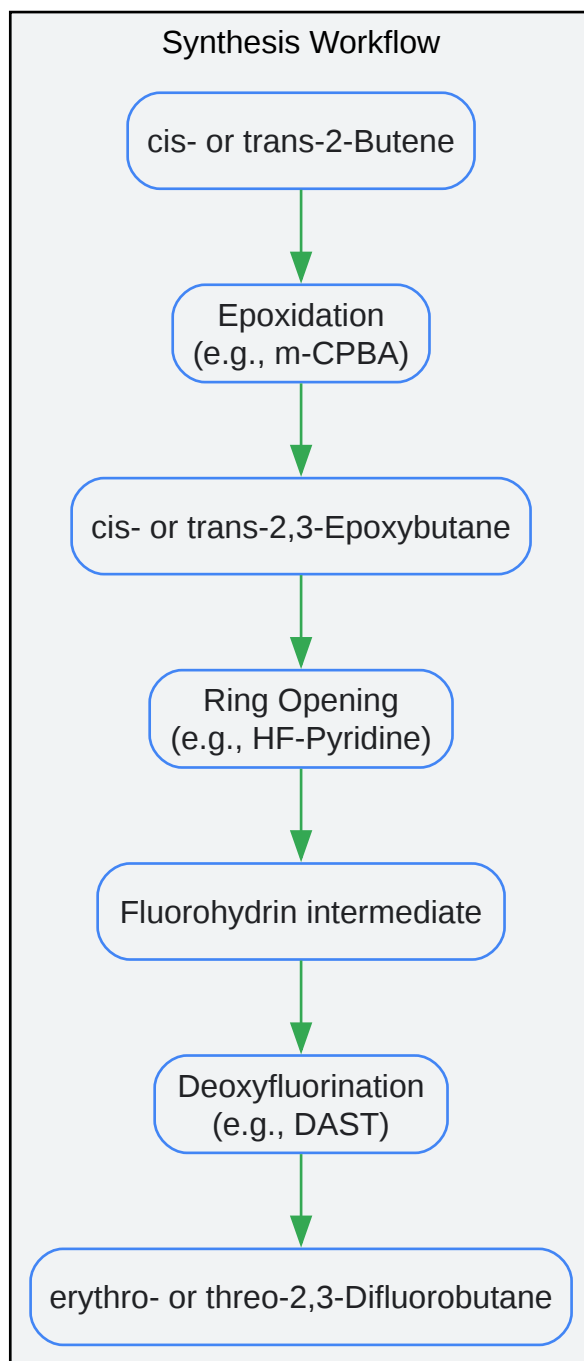 Synthesis Workflow
cis- or trans-2-Butene
Epoxidation
(e.g., m-CPBA)
cis- or trans-2,3-Epoxybutane
Ring Opening
(e.g., HF-Pyridine)
Fluorohydrin intermediate
Deoxyfluorination
(e.g., DAST)
erythro- or threo-2,3-Difluorobutane